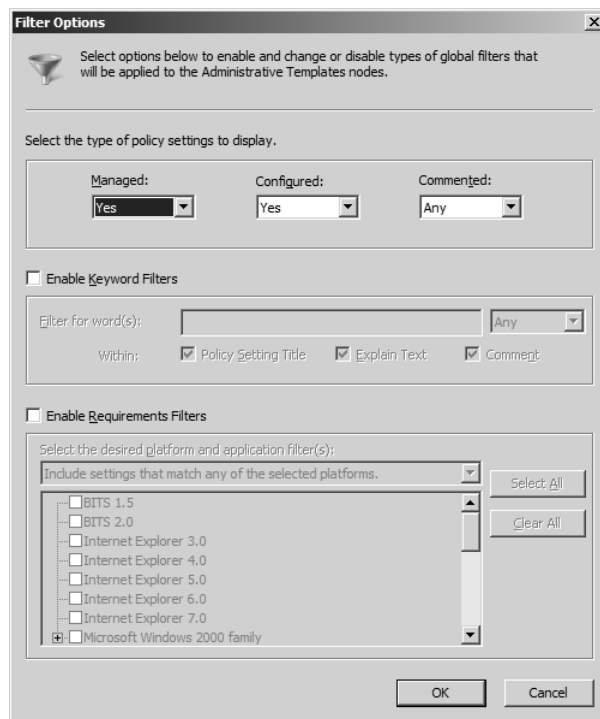 Filter Options
Select options below to enable and change or disable types of global filters that
will be applied to the Administrative Templates nodes.
Select the type of policy settings to display.
Managed: Configured: Commented:
Yes Yes Any
Enable Keyword Filters
Filter for word(s): Any
Within: Policy Setting Title Explain Text Comment
Enable Requirements Filters
Select the desired platform and application filter(s):
Include settings that match any of the selected platforms.
Select All
BITS 1.5
BITS 2.0
Clear All
Internet Explorer 3.0
Internet Explorer 4.0
Internet Explorer 5.0
Internet Explorer 6.0
Internet Explorer 7.0
Microsoft Windows 2000 family
OK Cancel